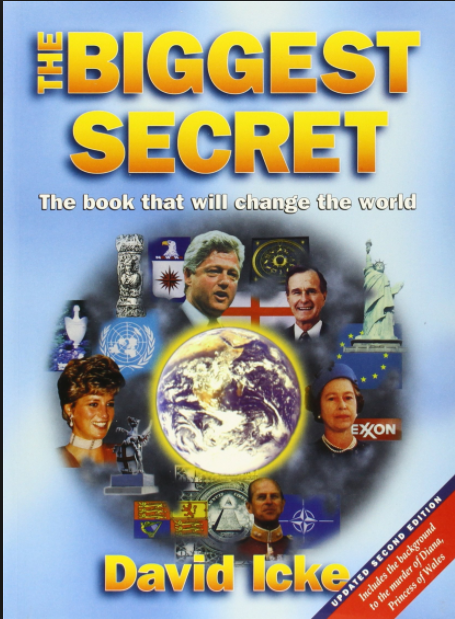 THE
BIGGEST
SECRET
The book that will change the world
EXXON
David Icke
UPDATED SECOND EDITION
Includes the background
to the murder of Diana,
Princess of Wales